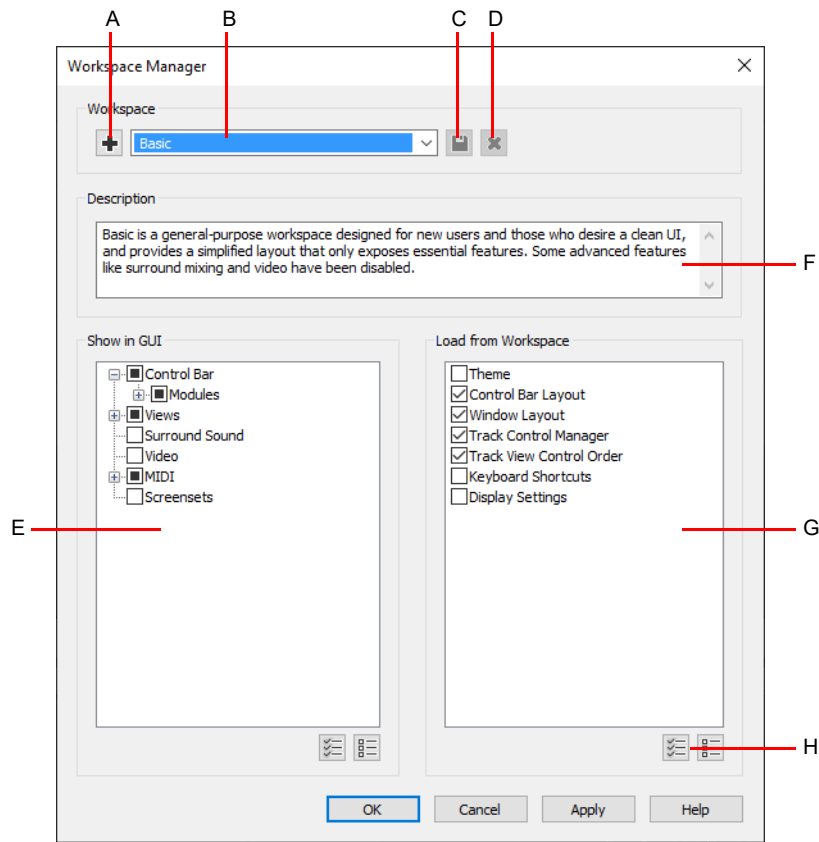 A B C D
Workspace Manager
Workspace
Basic
Description
Basic is a general-purpose workspace designed for new users and those who desire a clean UI,
and provides a simplified layout that only exposes essential features. Some advanced features
like surround mixing and video have been disabled.
F
Show in GUI
Control Bar
Modules
Views
Surround Sound
Video
MIDI
Screensets
E
Load from Workspace
Theme
Control Bar Layout
Window Layout
Track Control Manager
Track View Control Order
Keyboard Shortcuts
Display Settings
G
H
OK Cancel Apply Help